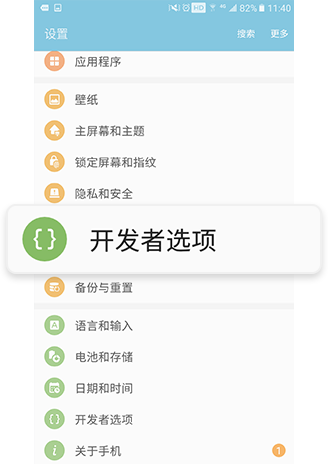 HD 4G 82% 11:40
设置 搜索 更多
应用程序
壁纸
主屏幕和主题
锁定屏幕和指纹
隐私和安全
{ } 开发者选项
备份与重置
A 语言和输入
电池和存储
日期和时间
{} 开发者选项
i 关于手机 1